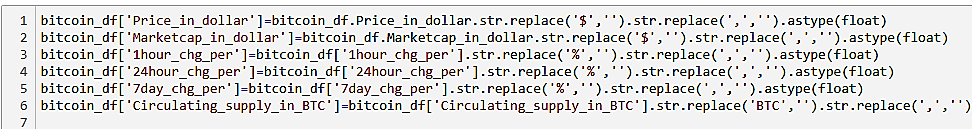 1 bitcoin_df['Price_in_dollar']=bitcoin_df.Price_in_dollar.str.replace('$','').str.replace(',','').astype(float)
2 bitcoin_df['Marketcap_in_dollar']=bitcoin_df.Marketcap_in_dollar.str.replace('$','').str.replace(',','').astype(float)
3 bitcoin_df['1hour_chg_per']=bitcoin_df['1hour_chg_per'].str.replace('%','').str.replace(',','').astype(float)
4 bitcoin_df['24hour_chg_per']=bitcoin_df['24hour_chg_per'].str.replace('%','').str.replace(',','').astype(float)
5 bitcoin_df['7day_chg_per']=bitcoin_df['7day_chg_per'].str.replace('%','').str.replace(',','').astype(float)
6 bitcoin_df['Circulating_supply_in_BTC']=bitcoin_df['Circulating_supply_in_BTC'].str.replace('BTC','').str.replace(',','')
7